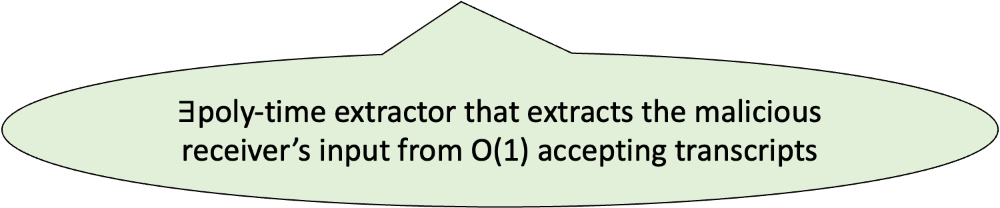 ∃poly-time extractor that extracts the malicious
receiver’s input from O(1) accepting transcripts